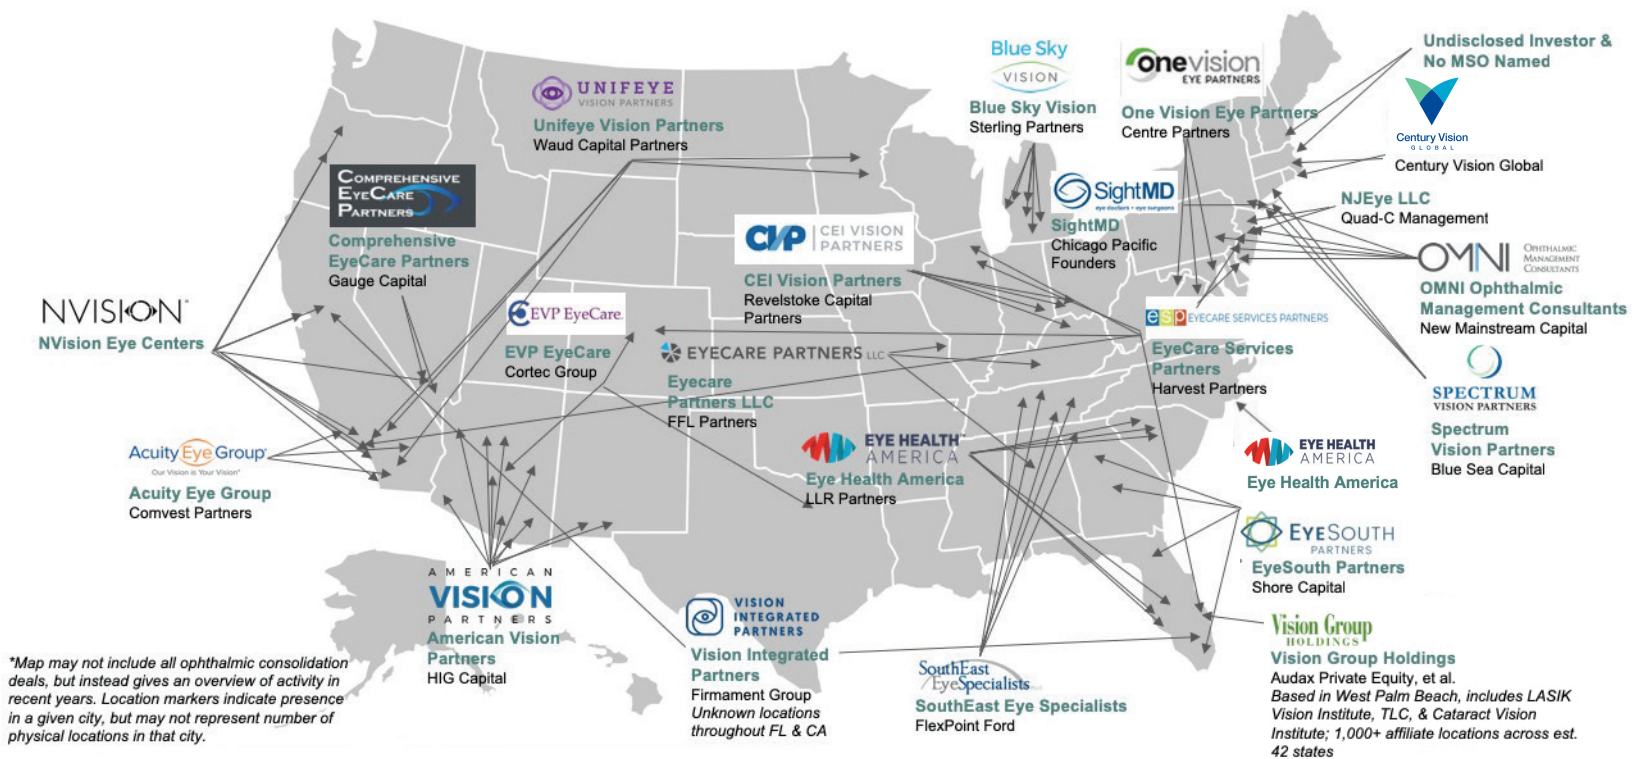 Blue Sky
VISION
Blue Sky Vision
Sterling Partners
onevision
EYE PARTNERS
One Vision Eye Partners
Centre Partners
Undisclosed Investor &
No MSO Named
Century Vision
GLOBAL
Century Vision Global
UNIFEYE
VISION PARTNERS
Unifeye Vision Partners
Waud Capital Partners
COMPREHENSIVE
EYECARE
PARTNERS
Comprehensive
EyeCare Partners
Gauge Capital
SightMD
eye doctors • eye surgeons
SightMD
Chicago Pacific
Founders
NJEye LLC
Quad-C Management
CVP CEI VISION
PARTNERS
CEI Vision Partners
Revelstoke Capital
Partners
OMNI OPHTHALMIC
MANAGEMENT
CONSULTANTS
OMNI Ophthalmic
Management Consultants
New Mainstream Capital
NVISION
NVision Eye Centers
EVP EYECARE.
EVP EyeCare
Cortec Group
EYECARE PARTNERS LLC
Eyecare
Partners LLC
FFL Partners
esp EYECARE SERVICES PARTNERS
EyeCare Services
Partners
Harvest Partners
SPECTRUM
VISION PARTNERS
Spectrum
Vision Partners
Blue Sea Capital
Acuity Eye Group
Our Vision is Your Vision
Acuity Eye Group
Comvest Partners
EYE HEALTH
AMERICA
Eye Health America
LLR Partners
EYE HEALTH
AMERICA
Eye Health America
EYESOUTH
PARTNERS
EyeSouth Partners
Shore Capital
AMERICAN
VISION
PARTNERS
American Vision
Partners
HIG Capital
VISION
INTEGRATED
PARTNERS
Vision Integrated
Partners
Firmament Group
Unknown locations
throughout FL & CA
SouthEast
EyeSpecialists
SouthEast Eye Specialists
FlexPoint Ford
Vision Group
HOLDINGS
Vision Group Holdings
Audax Private Equity, et al.
Based in West Palm Beach, includes LASIK
Vision Institute, TLC, & Cataract Vision
Institute; 1,000+ affiliate locations across est.
42 states
*Map may not include all ophthalmic consolidation
deals, but instead gives an overview of activity in
recent years. Location markers indicate presence
in a given city, but may not represent number of
physical locations in that city.